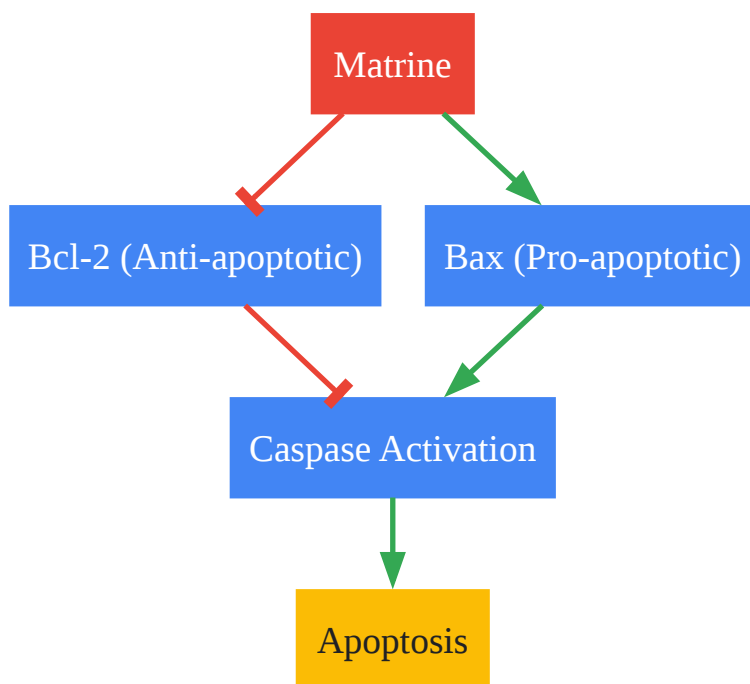 Matrine
Bcl-2 (Anti-apoptotic)
Bax (Pro-apoptotic)
Caspase Activation
Apoptosis